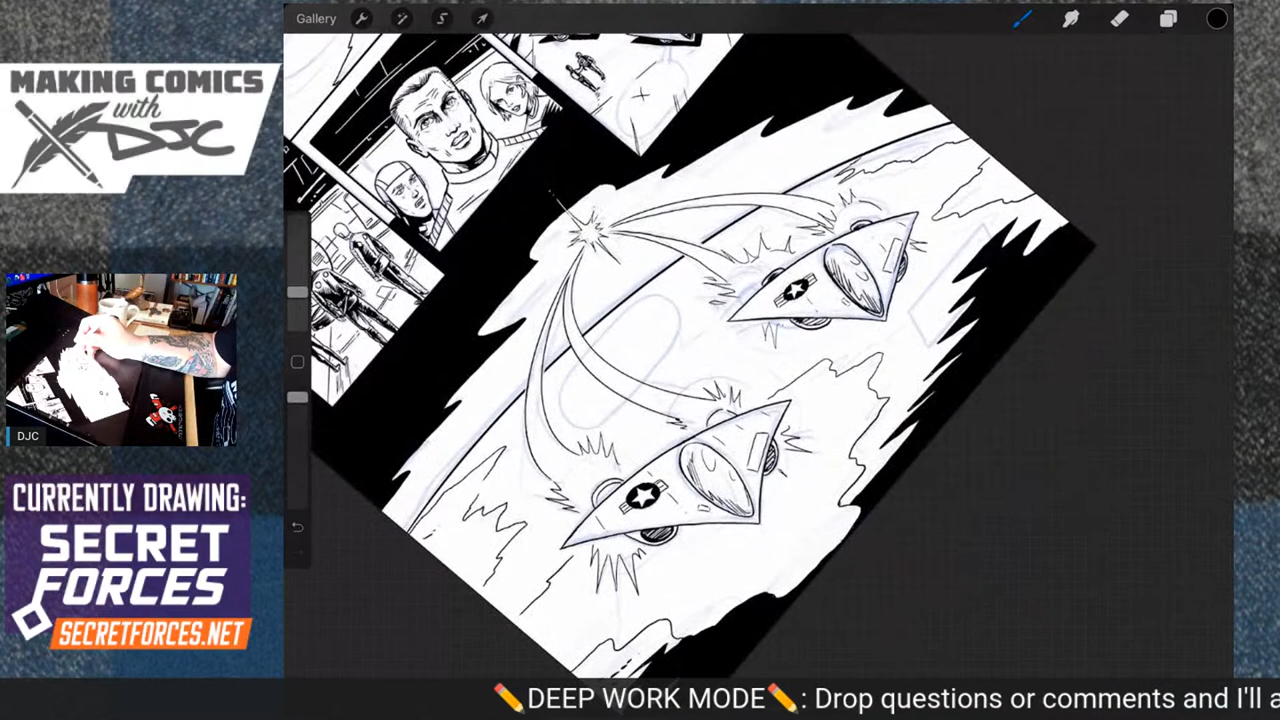 Gallery
MAKING COMICS
with
DJC
DJC
CURRENTLY DRAWING:
SECRET
FORCES
SECRETFORCES.NET
✏️DEEP WORK MODE✏️: Drop questions or comments and I'll a